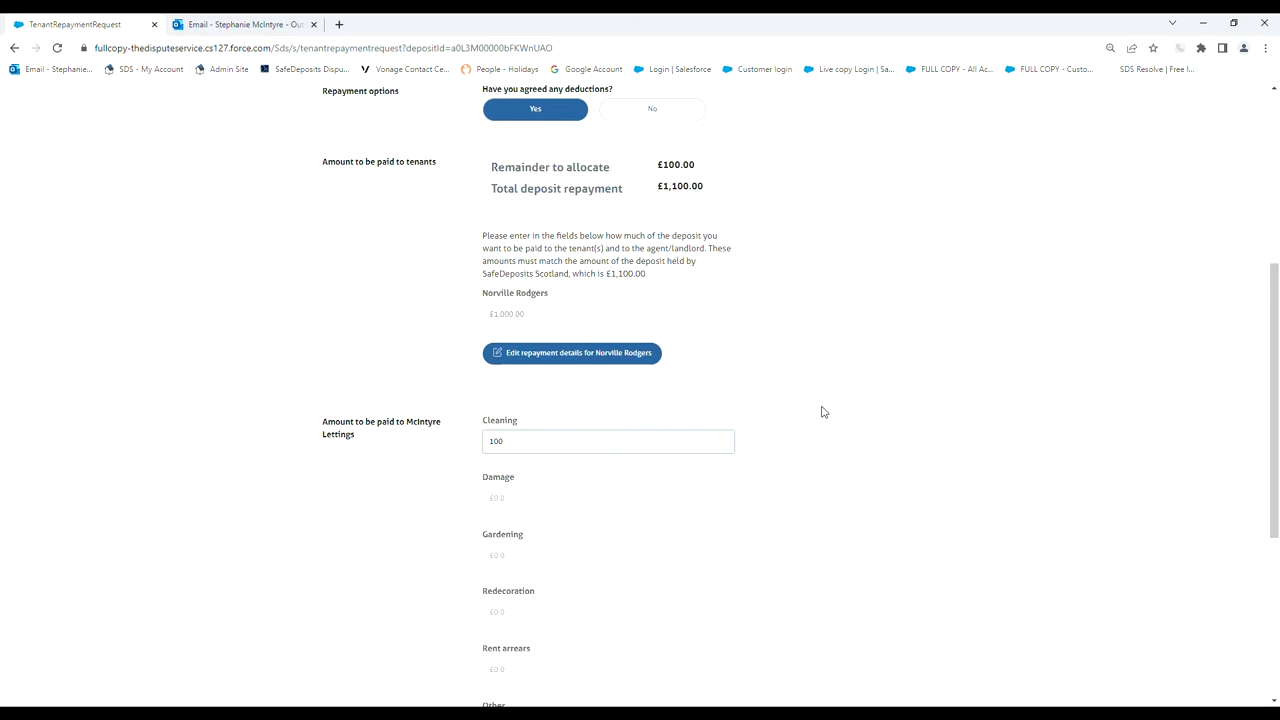 TenantRepaymentRequest
Email - Stephanie McIntyre - Out
fullcopy-thedisputeservice.cs127.force.com/Sds/s/tenantrepaymentrequest?depositId=a0L3M00000bFKWnUAO
Email - Stephanie...
SDS - My Account
Admin Site
SafeDeposits Dispu...
Vonage Contact Ce...
People - Holidays
Google Account
Login | Salesforce
Customer login
Live copy Login | Sa...
FULL COPY - All Ac...
FULL COPY - Custo...
SDS Resolve | Free I...
Repayment options
Have you agreed any deductions?
Yes
No
Amount to be paid to tenants
Remainder to allocate
£100.00
Total deposit repayment
£1,100.00
Please enter in the fields below how much of the deposit you
want to be paid to the tenant(s) and to the agent/landlord. These
amounts must match the amount of the deposit held by
SafeDeposits Scotland, which is £1,100.00
Norville Rodgers
£1,000.00
Edit repayment details for Norville Rodgers
Amount to be paid to McIntyre
Lettings
Cleaning
100
Damage
£0.0
Gardening
£0.0
Redecoration
£0.0
Rent arrears
£0.0
Other